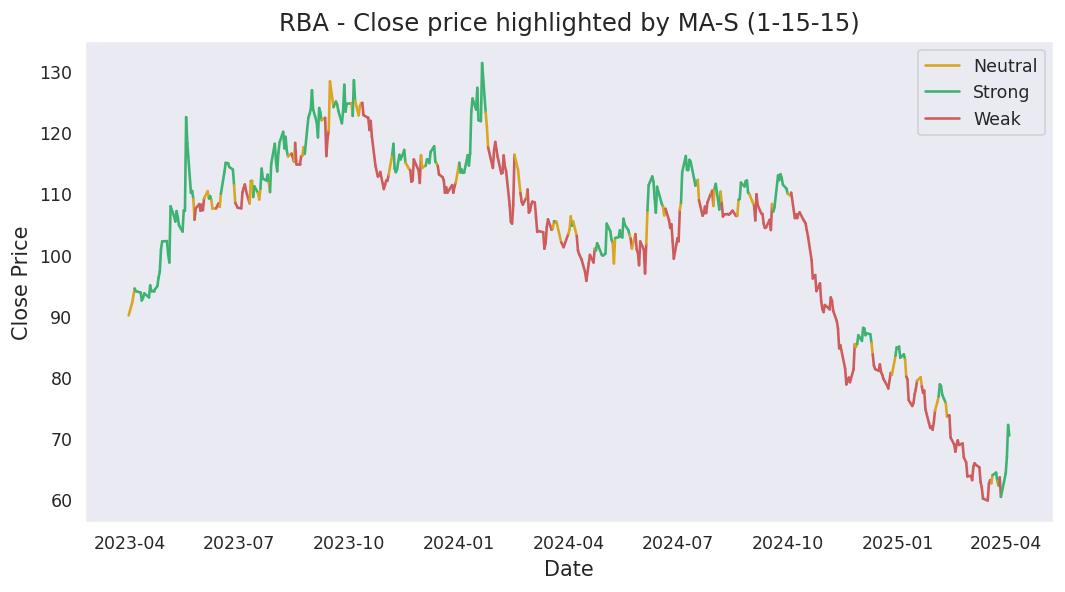 RBA - Close price highlighted by MA-S (1-15-15)
Neutral
Strong
Weak
Close Price
130
120
110
100
90
80
70
60
2023-04 2023-07 2023-10 2024-01 2024-04 2024-07 2024-10 2025-01 2025-04
Date